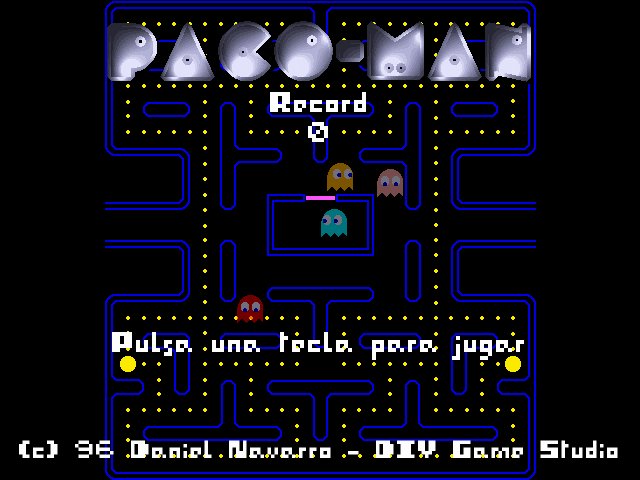 PACO-MAN
Record
0
Pulsa una tecla para jugar
(c) 96 Daniel Navarro - DIV Game Studio